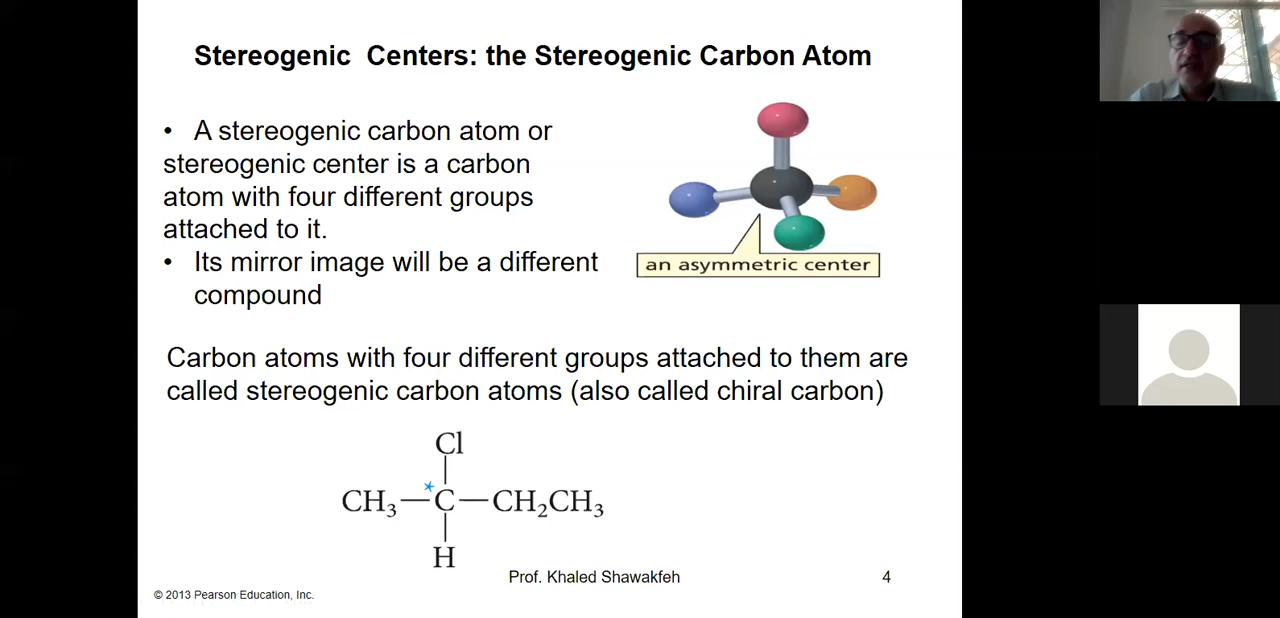 Stereogenic Centers: the Stereogenic Carbon Atom
• A stereogenic carbon atom or
stereogenic center is a carbon
atom with four different groups
attached to it.
• Its mirror image will be a different
compound
an asymmetric center
Carbon atoms with four different groups attached to them are
called stereogenic carbon atoms (also called chiral carbon)
Cl
CH₃—*C—CH₂CH₃
H
Prof. Khaled Shawakfeh
4
© 2013 Pearson Education, Inc.